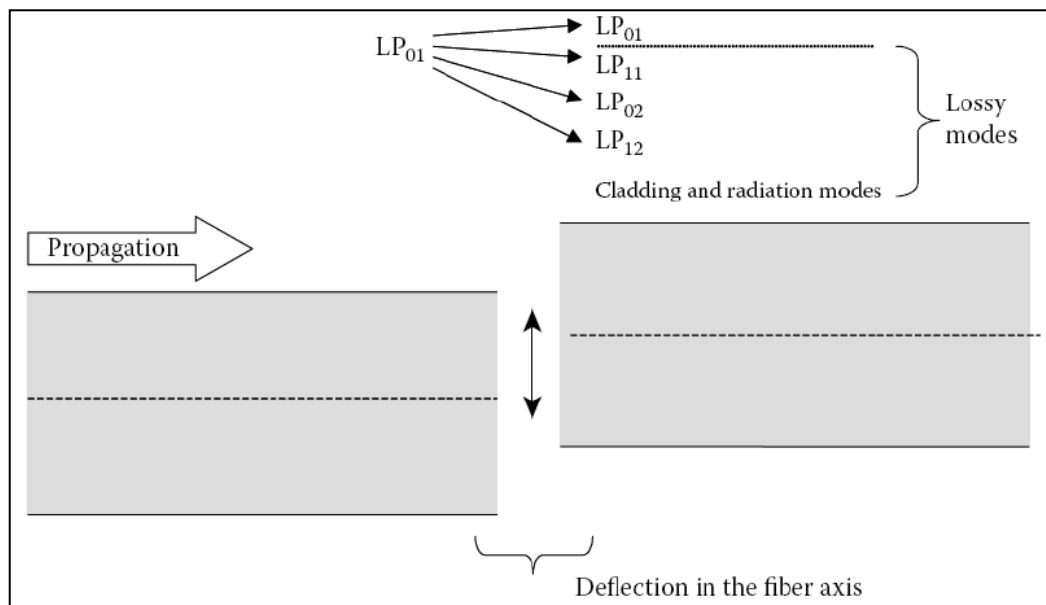 LP01
LP01
LP11
LP02
LP12
Cladding and radiation modes
Lossy
modes
Propagation
Deflection in the fiber axis